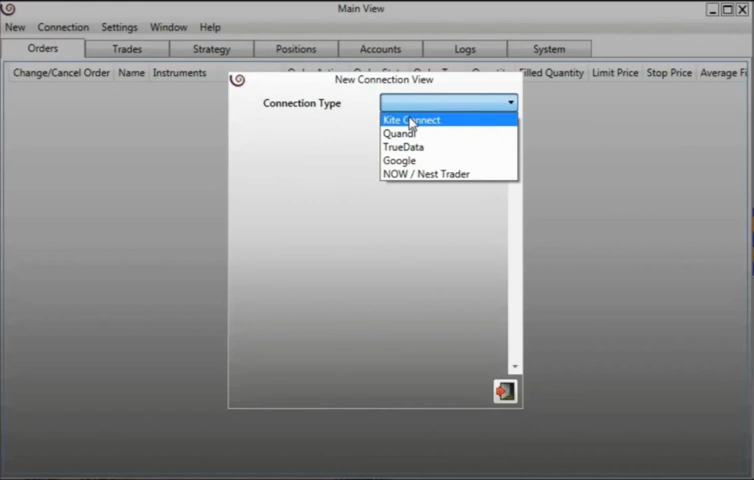 Main View
New Connection Settings Window Help
Orders Trades Strategy Positions Accounts Logs System
Change/Cancel Order Name Instruments Filled Quantity Limit Price Stop Price Average Fi
New Connection View
Connection Type
Kite Connect
Quandl
TrueData
Google
NOW / Nest Trader